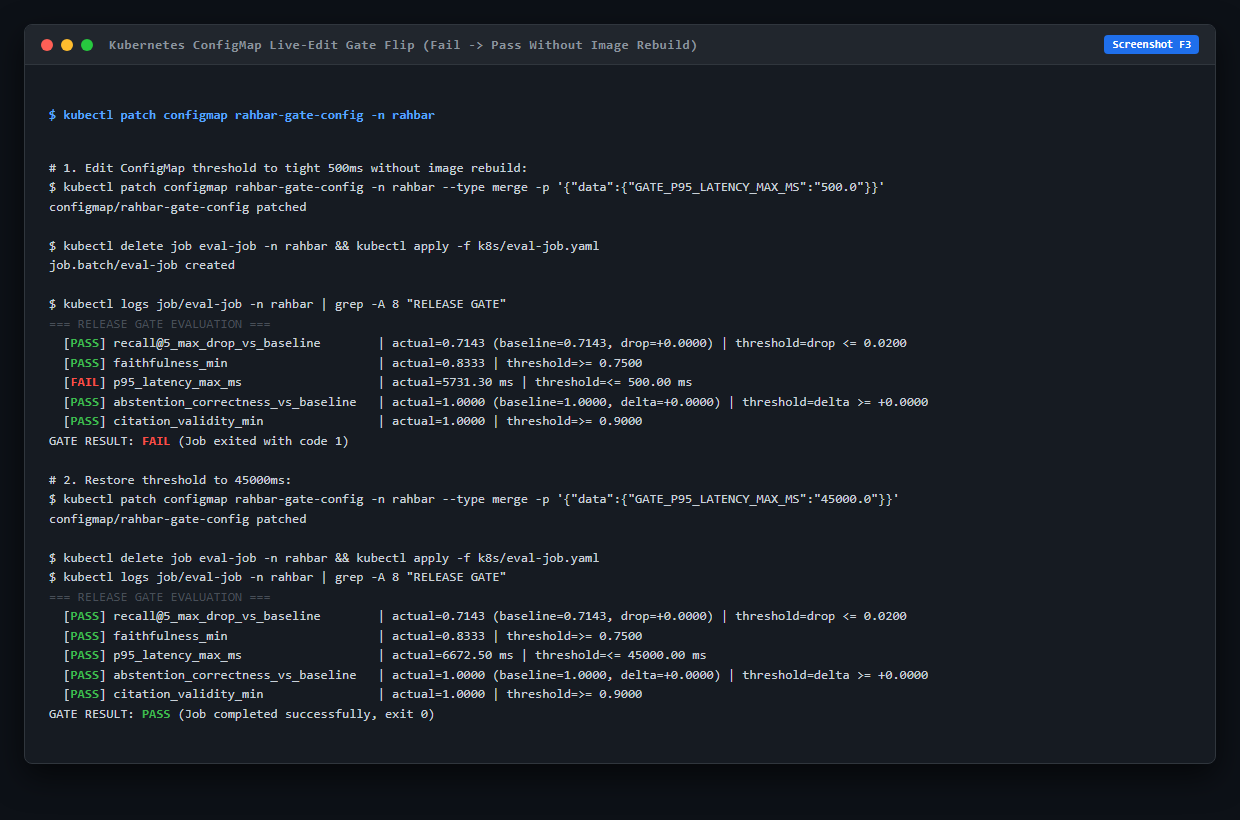 Kubernetes ConfigMap Live-Edit Gate Flip (Fail -> Pass Without Image Rebuild)
Screenshot F3
$ kubectl patch configmap rahbar-gate-config -n rahbar
# 1. Edit ConfigMap threshold to tight 500ms without image rebuild:
$ kubectl patch configmap rahbar-gate-config -n rahbar --type merge -p '{"data":{"GATE_P95_LATENCY_MAX_MS":"500.0"}}'
configmap/rahbar-gate-config patched
$ kubectl delete job eval-job -n rahbar && kubectl apply -f k8s/eval-job.yaml
job.batch/eval-job created
$ kubectl logs job/eval-job -n rahbar | grep -A 8 "RELEASE GATE"
=== RELEASE GATE EVALUATION ===
[PASS] recall@5_max_drop_vs_baseline | actual=0.7143 (baseline=0.7143, drop=+0.0000) | threshold=drop <= 0.0200
[PASS] faithfulness_min | actual=0.8333 | threshold=>= 0.7500
[FAIL] p95_latency_max_ms | actual=5731.30 ms | threshold=<= 500.00 ms
[PASS] abstention_correctness_vs_baseline | actual=1.0000 (baseline=1.0000, delta=+0.0000) | threshold=delta >= +0.0000
[PASS] citation_validity_min | actual=1.0000 | threshold=>= 0.9000
GATE RESULT: FAIL (Job exited with code 1)
# 2. Restore threshold to 45000ms:
$ kubectl patch configmap rahbar-gate-config -n rahbar --type merge -p '{"data":{"GATE_P95_LATENCY_MAX_MS":"45000.0"}}'
configmap/rahbar-gate-config patched
$ kubectl delete job eval-job -n rahbar && kubectl apply -f k8s/eval-job.yaml
$ kubectl logs job/eval-job -n rahbar | grep -A 8 "RELEASE GATE"
=== RELEASE GATE EVALUATION ===
[PASS] recall@5_max_drop_vs_baseline | actual=0.7143 (baseline=0.7143, drop=+0.0000) | threshold=drop <= 0.0200
[PASS] faithfulness_min | actual=0.8333 | threshold=>= 0.7500
[PASS] p95_latency_max_ms | actual=6672.50 ms | threshold=<= 45000.00 ms
[PASS] abstention_correctness_vs_baseline | actual=1.0000 (baseline=1.0000, delta=+0.0000) | threshold=delta >= +0.0000
[PASS] citation_validity_min | actual=1.0000 | threshold=>= 0.9000
GATE RESULT: PASS (Job completed successfully, exit 0)